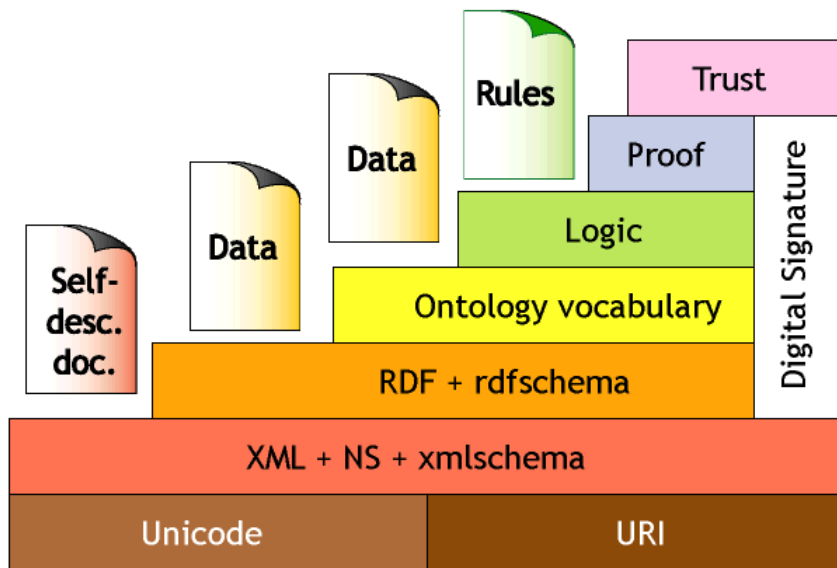 Rules
Trust
Data
Proof
Data
Logic
Digital Signature
Self-
desc.
doc.
Ontology vocabulary
RDF + rdfschema
XML + NS + xmlschema
Unicode
URI